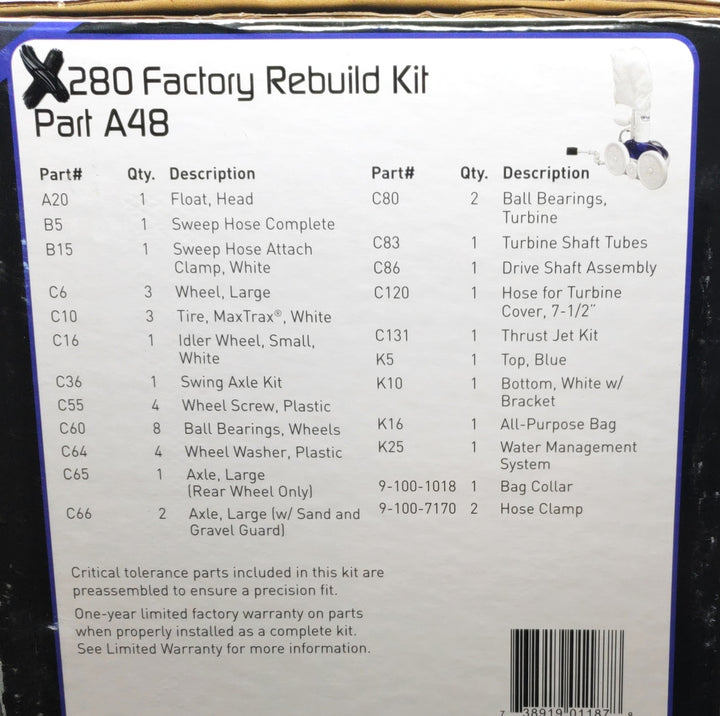 X280 Factory Rebuild Kit
Part A48
Part# Qty. Description
A20 1 Float, Head
B5 1 Sweep Hose Complete
B15 1 Sweep Hose Attach
Clamp, White
C6 3 Wheel, Large
C10 3 Tire, MaxTrax®, White
C16 1 Idler Wheel, Small,
White
C36 1 Swing Axle Kit
C55 4 Wheel Screw, Plastic
C60 8 Ball Bearings, Wheels
C64 4 Wheel Washer, Plastic
C65 1 Axle, Large
(Rear Wheel Only)
C66 2 Axle, Large (w/ Sand and
Gravel Guard)
Part# Qty. Description
C80 2 Ball Bearings,
Turbine
C83 1 Turbine Shaft Tubes
C86 1 Drive Shaft Assembly
C120 1 Hose for Turbine
Cover, 7-1/2"
C131 1 Thrust Jet Kit
K5 1 Top, Blue
K10 1 Bottom, White w/
Bracket
K16 1 All-Purpose Bag
K25 1 Water Management
System
9-100-1018 1 Bag Collar
9-100-7170 2 Hose Clamp
Critical tolerance parts included in this kit are
preassembled to ensure a precision fit.
One-year limited factory warranty on parts
when properly installed as a complete kit.
See Limited Warranty for more information.
7 38919 01187